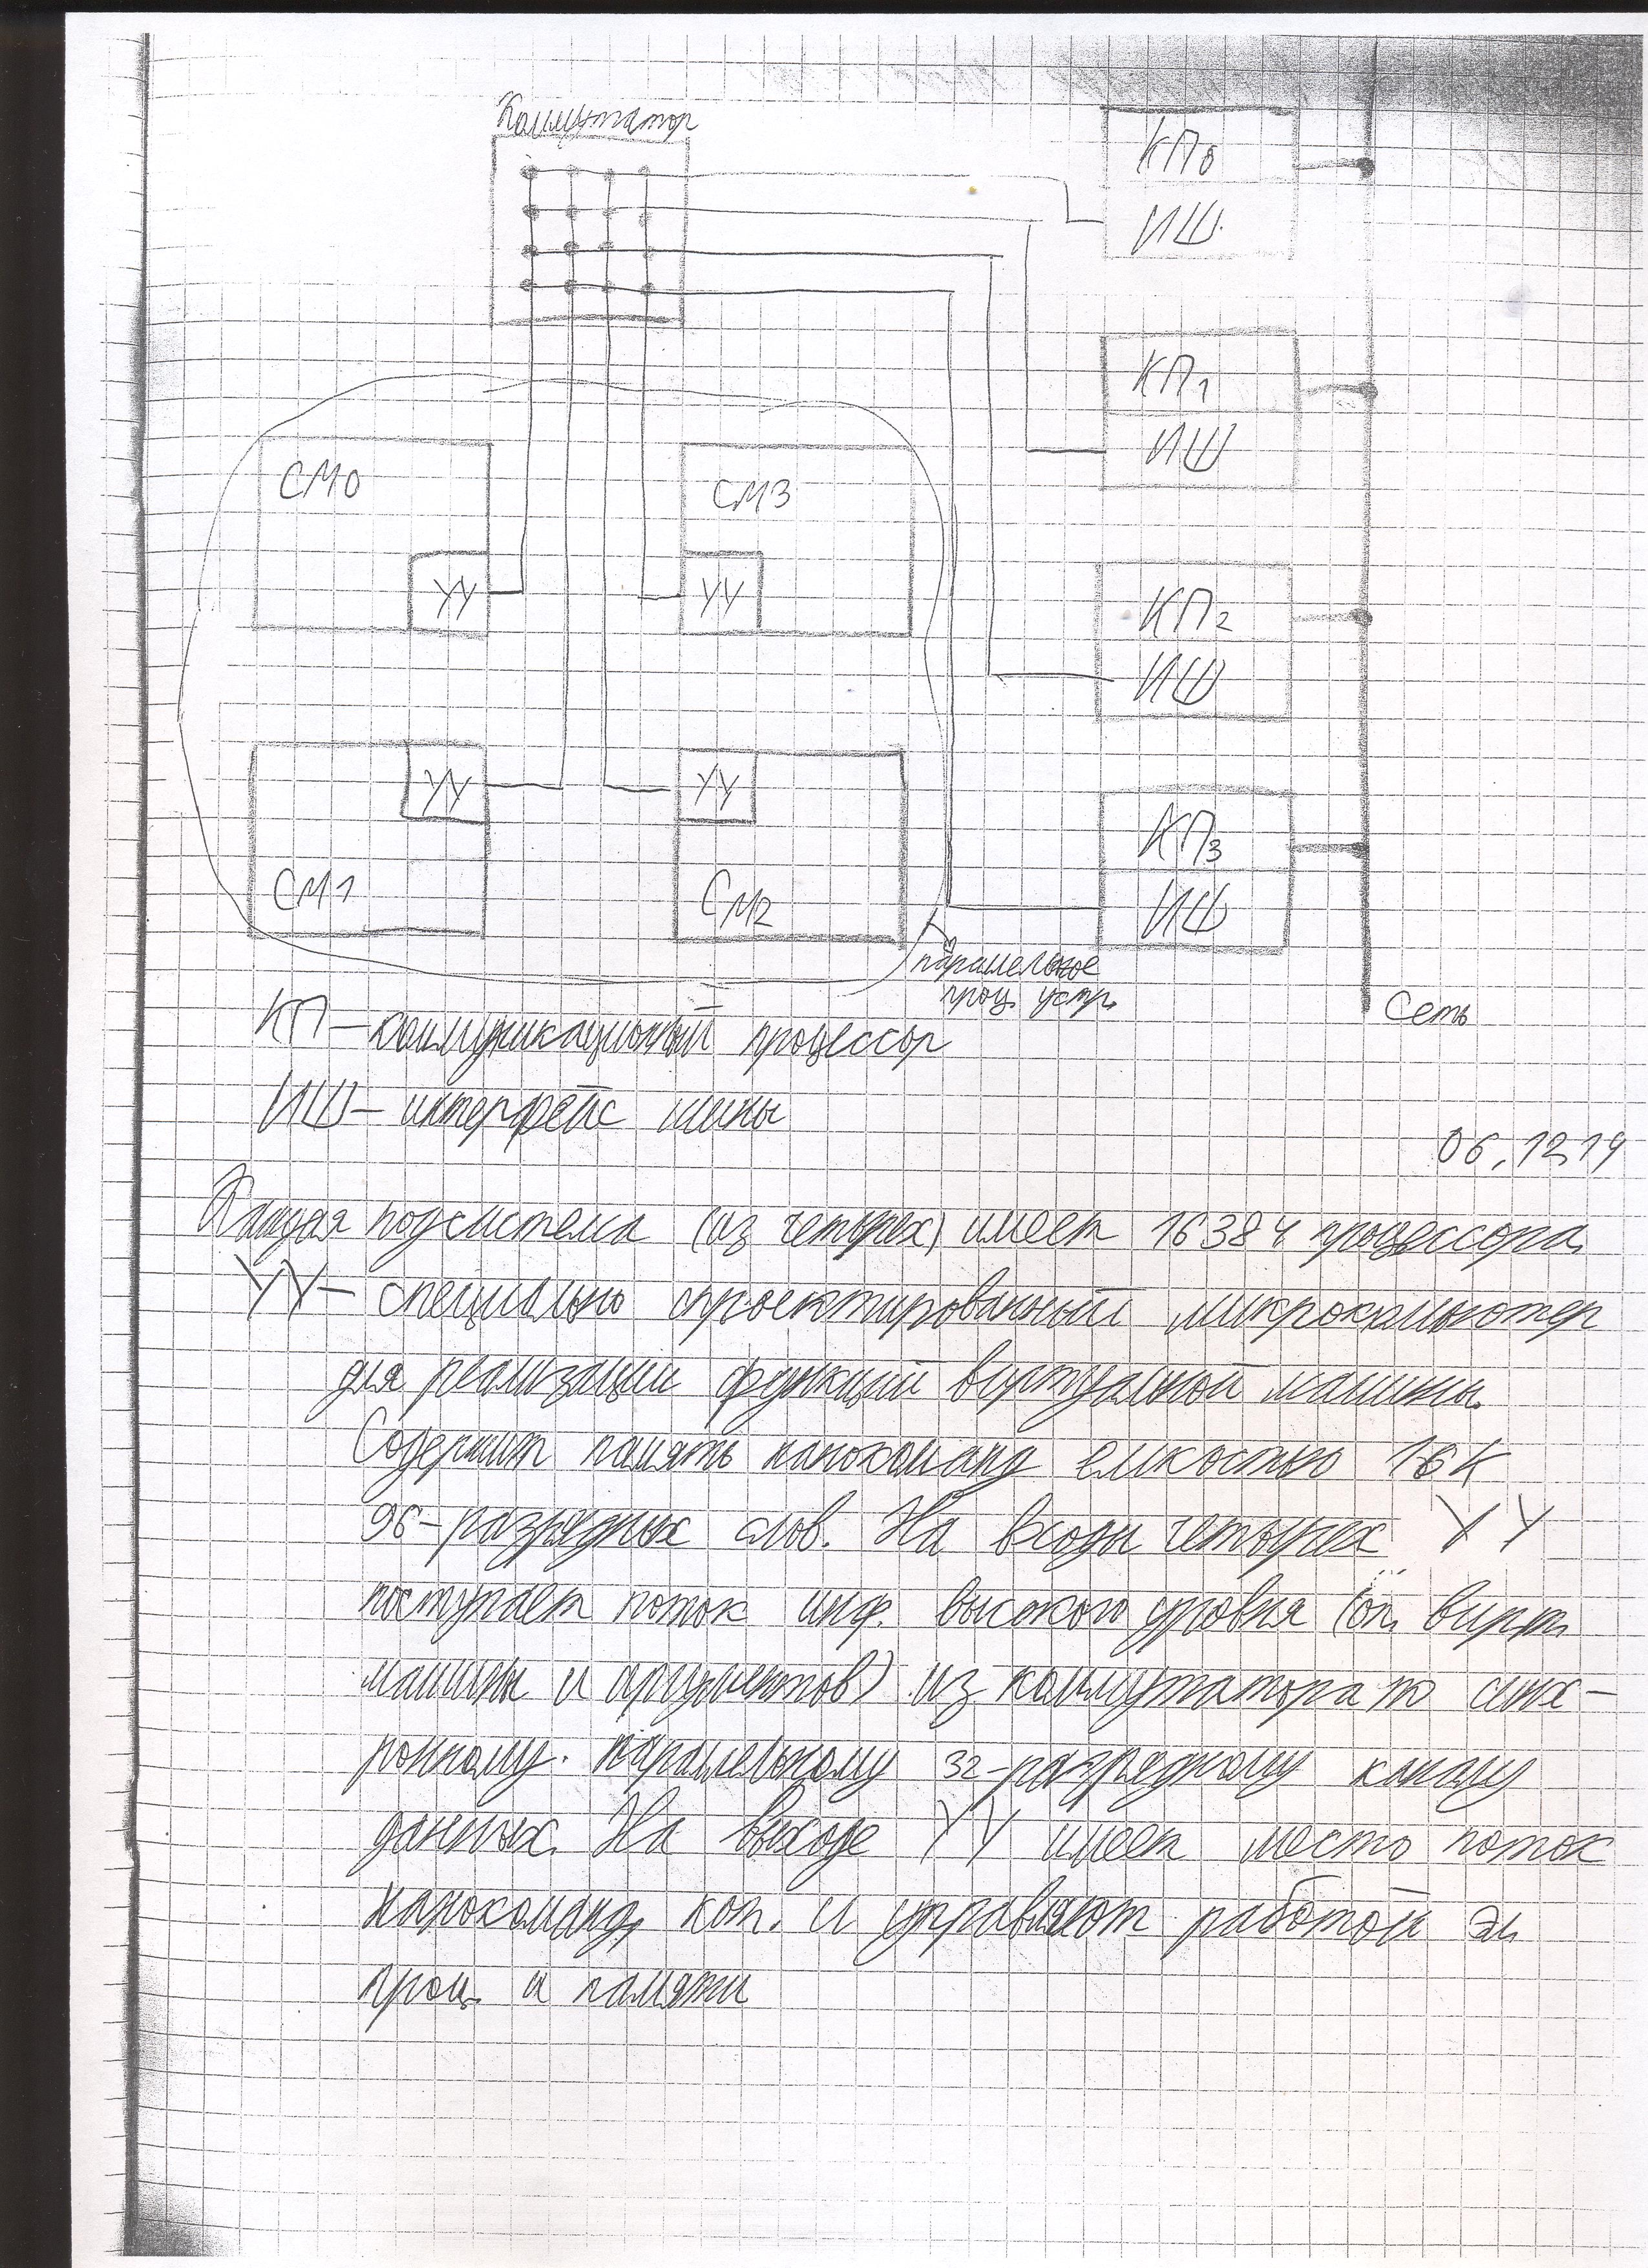 Коммутатор
КП0
ИШ
КП1
ИШ
СМ0
СМ3
УУ
УУ
КП2
ИШ
УУ
УУ
КП3
СМ1
СМ2
ИШ
паралельное
проц. устр.
Сеть
КП – коммуникационный процессор
ИШ – интерфейс шины
06.12.14
Каждая подсистема (из четырех) имеет 16384 процессора.
УУ – специально спроектированный микрокомпьютер
для реализации функций виртуальной машины.
Содержит память нанокоманд емкостью 16К
96-разрядных слов. На входы четырех УУ
поступает поток инф. высокого уровня (оп. вирт.
машины и аргументов) из коммутатора по синх-
ронному. параллельному 32-разрядному каналу
данных. На выходе УУ имеет место поток
нанокоманд, кот. и управляют работой эл.
проц. и памяти